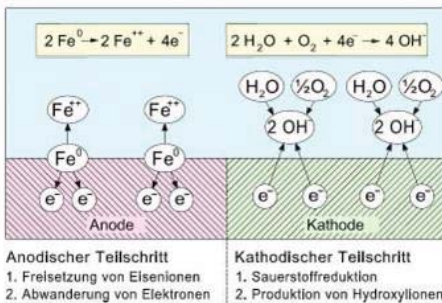 2 Fe⁰ → 2 Fe⁺⁺ + 4e⁻
2 H₂O + O₂ + 4e⁻ → 4 OH⁻
H₂O ½O₂ H₂O ½O₂
Fe⁺⁺ Fe⁺⁺
2 OH⁻ 2 OH⁻
Fe⁰ Fe⁰
e⁻ e⁻ e⁻ e⁻ e⁻ e⁻ e⁻ e⁻
Anode
Kathode
Anodischer Teilschritt
1. Freisetzung von Eisenionen
2. Abwanderung von Elektronen
Kathodischer Teilschritt
1. Sauerstoffreduktion
2. Produktion von Hydroxylionen